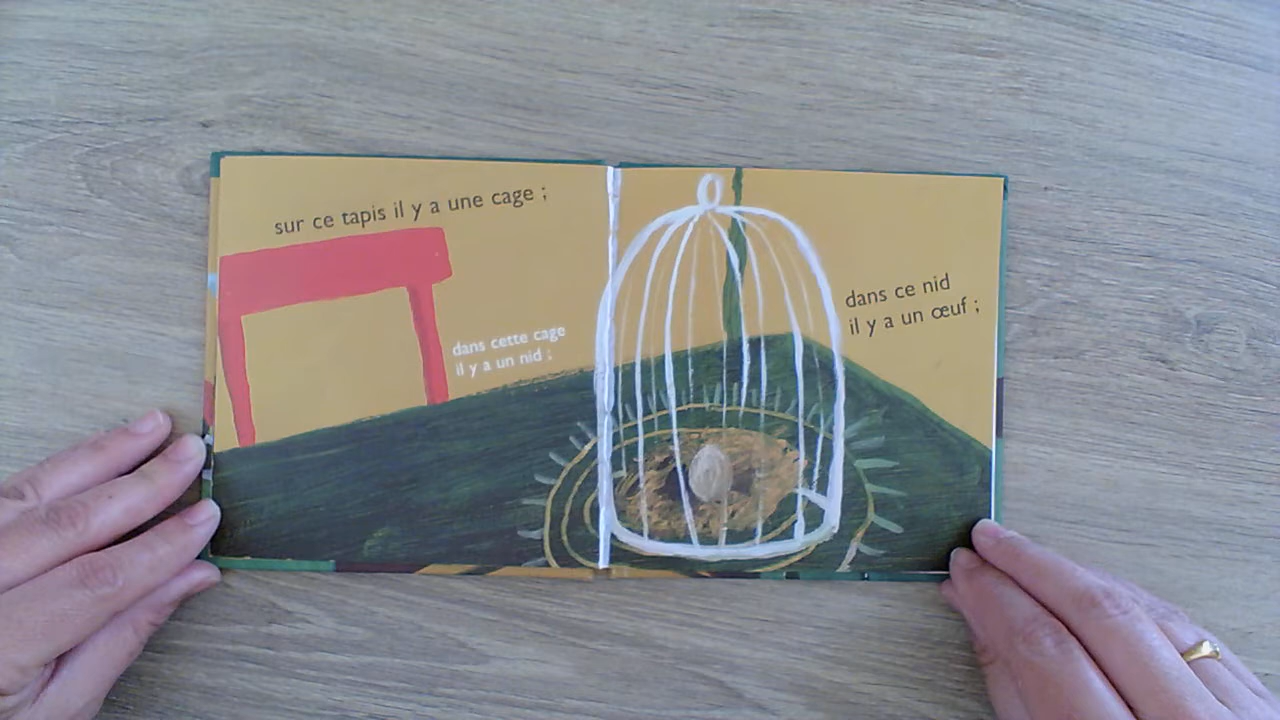 sur ce tapis il y a une cage ;
dans cette cage
il y a un nid ;
dans ce nid
il y a un œuf ;